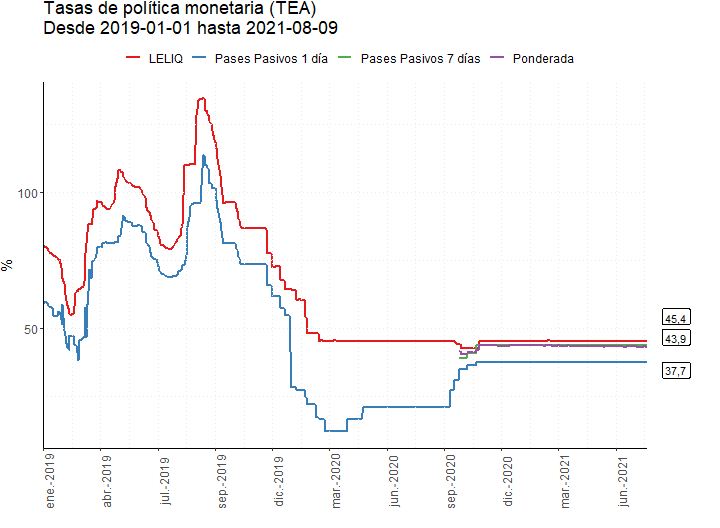 Tasas de política monetaria (TEA)
Desde 2019-01-01 hasta 2021-08-09
LELIQ Pases Pasivos 1 día Pases Pasivos 7 días Ponderada
%
100
50
45,4
43,9
37,7
ene.-2019
abr.-2019
jul.-2019
sep.-2019
dic.-2019
mar.-2020
jun.-2020
sep.-2020
dic.-2020
mar.-2021
jun.-2021